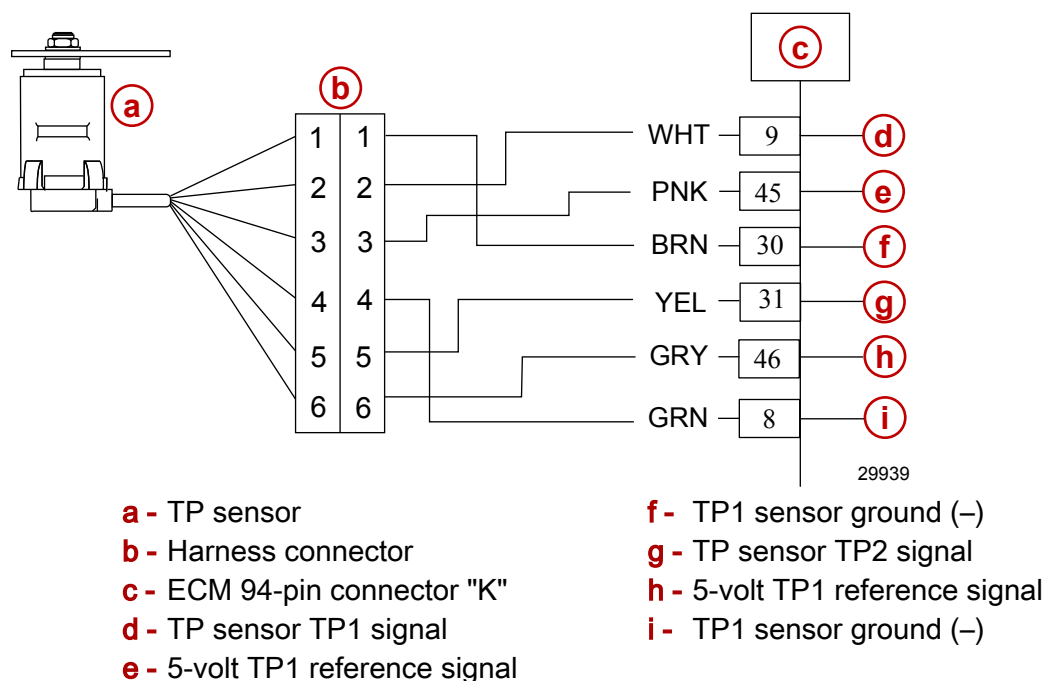 c
a
b
1 1 WHT 9 d
2 2 PNK 45 e
3 3 BRN 30 f
4 4 YEL 31 g
5 5 GRY 46 h
6 6 GRN 8 i
29939
a - TP sensor
b - Harness connector
c - ECM 94-pin connector "K"
d - TP sensor TP1 signal
e - 5-volt TP1 reference signal
f - TP1 sensor ground (–)
g - TP sensor TP2 signal
h - 5-volt TP1 reference signal
i - TP1 sensor ground (–)